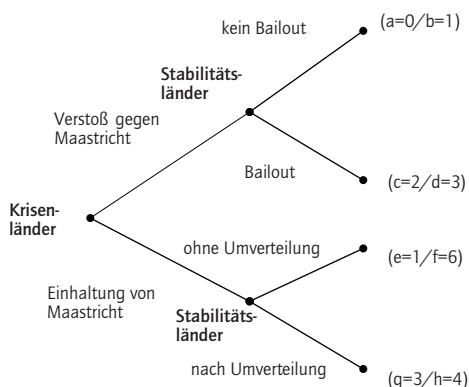 kein Bailout
(a=0/b=1)
Stabilitäts-
länder
Verstoß gegen
Maastricht
Bailout
(c=2/d=3)
Krisen-
länder
ohne Umverteilung
(e=1/f=6)
Einhaltung von
Maastricht
Stabilitäts-
länder
nach Umverteilung
(q=3/h=4)